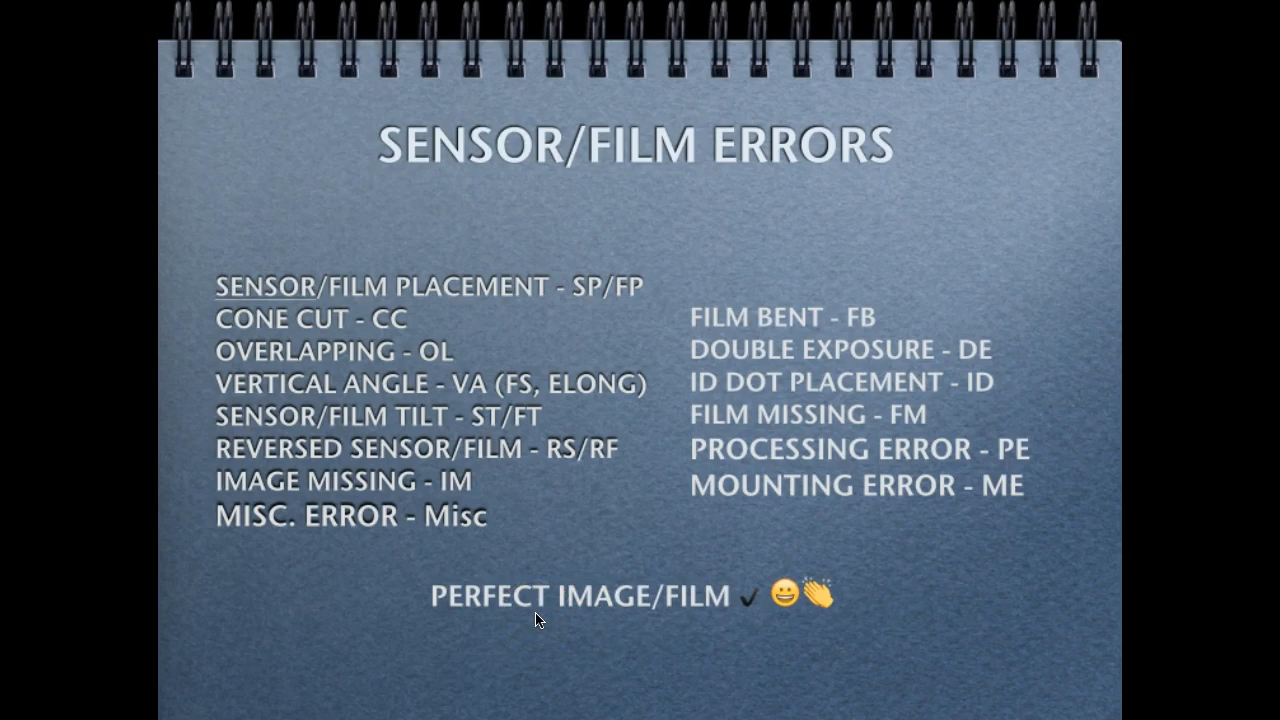 SENSOR/FILM ERRORS
SENSOR/FILM PLACEMENT - SP/FP
CONE CUT - CC
OVERLAPPING - OL
VERTICAL ANGLE - VA (FS, ELONG)
SENSOR/FILM TILT - ST/FT
REVERSED SENSOR/FILM - RS/RF
IMAGE MISSING - IM
MISC. ERROR - Misc
FILM BENT - FB
DOUBLE EXPOSURE - DE
ID DOT PLACEMENT - ID
FILM MISSING - FM
PROCESSING ERROR - PE
MOUNTING ERROR - ME
PERFECT IMAGE/FILM ✓ 😀👏